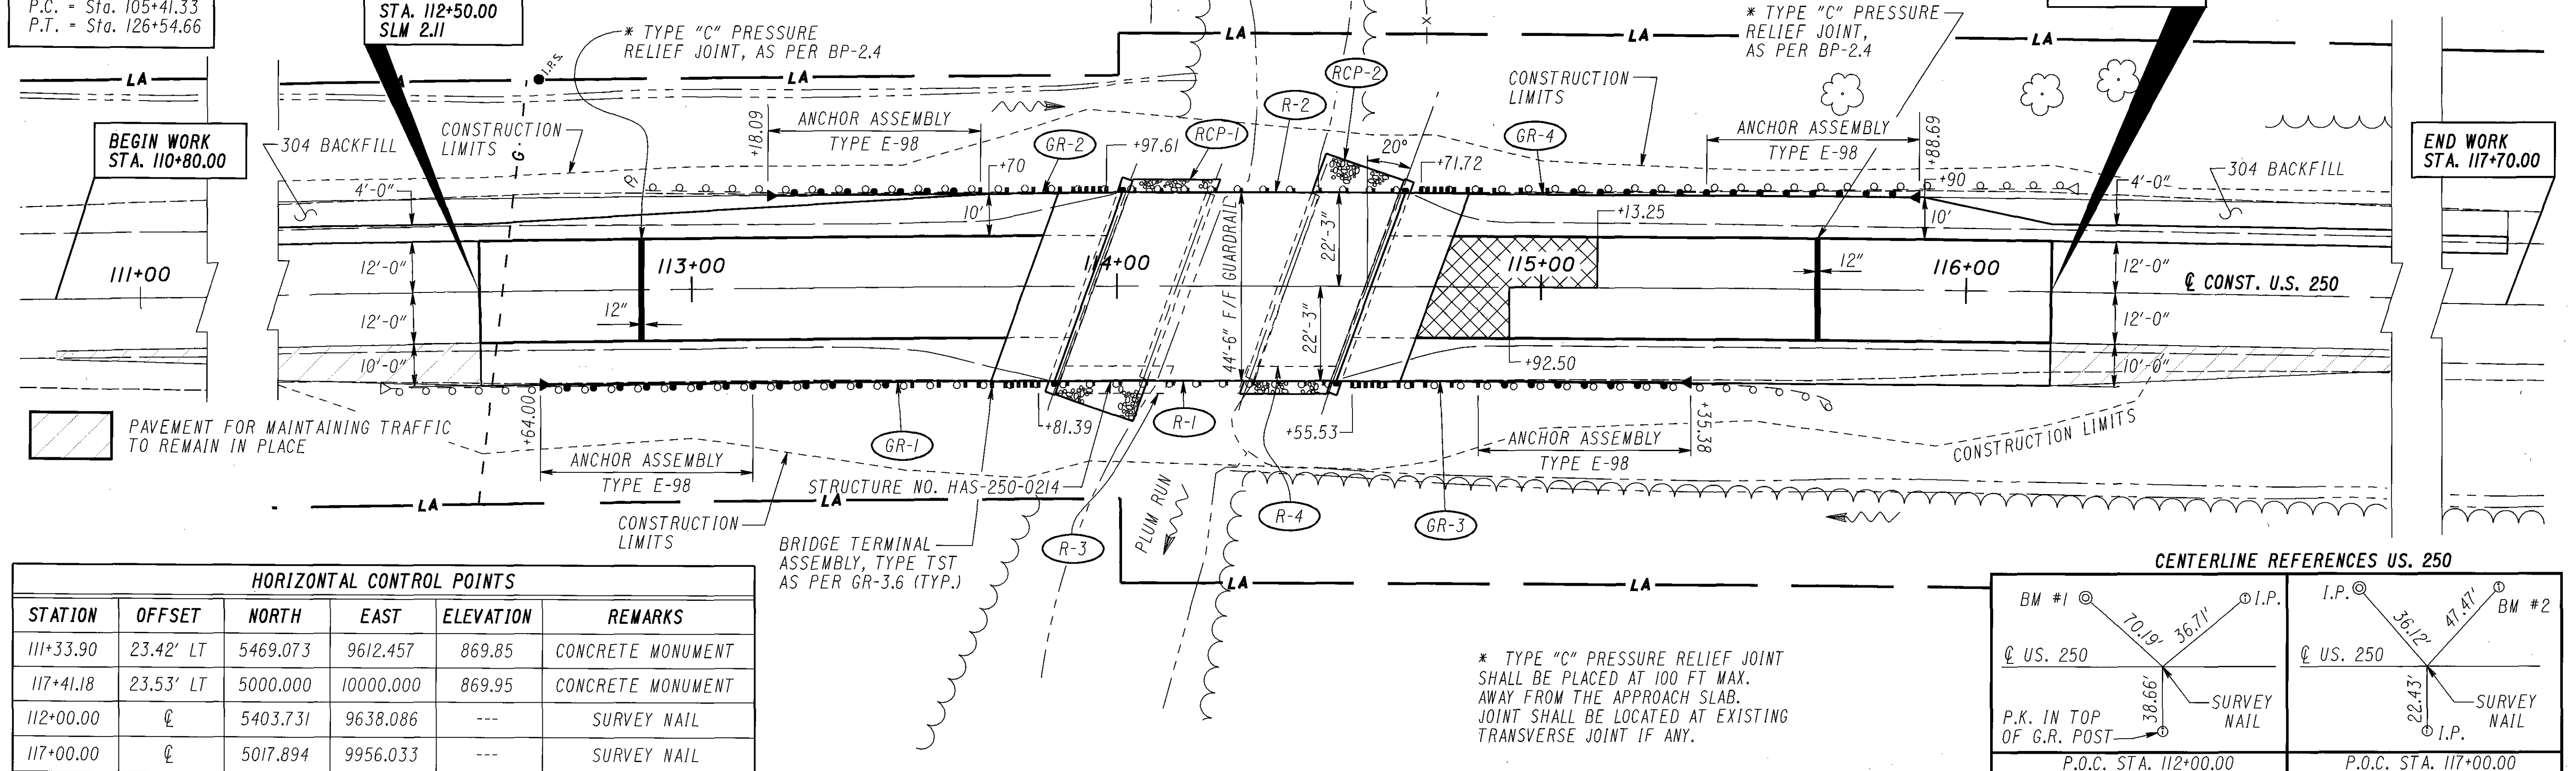 P.C. = Sta. 105+41.33
P.T. = Sta. 126+54.66
STA. 112+50.00
SLM 2.11
* TYPE "C" PRESSURE
RELIEF JOINT, AS PER BP-2.4
* TYPE "C" PRESSURE
RELIEF JOINT,
AS PER BP-2.4
LA
LA
LA
LA
LA
I.P.S.
G
X
BEGIN WORK
STA. 110+80.00
304 BACKFILL
CONSTRUCTION
LIMITS
+18.09
ANCHOR ASSEMBLY
TYPE E-98
+70
GR-2
+97.61
RCP-1
R-2
RCP-2
20°
+71.72
CONSTRUCTION
LIMITS
GR-4
ANCHOR ASSEMBLY
TYPE E-98
+88.69
+90
304 BACKFILL
END WORK
STA. 117+70.00
4'-0"
10'
22'-3"
+13.25
10'
4'-0"
111+00
12'-0"
113+00
114+00
44'-6" F/F GUARDRAIL
115+00
12"
116+00
12'-0"
℄ CONST. U.S. 250
12'-0"
12"
22'-3"
12'-0"
10'-0"
+92.50
10'-0"
PAVEMENT FOR MAINTAINING TRAFFIC
TO REMAIN IN PLACE
+64.00
ANCHOR ASSEMBLY
TYPE E-98
GR-1
+81.39
R-1
+55.53
ANCHOR ASSEMBLY
TYPE E-98
+35.38
CONSTRUCTION LIMITS
STRUCTURE NO. HAS-250-0214
LA
LA
CONSTRUCTION
LIMITS
BRIDGE TERMINAL
ASSEMBLY, TYPE TST
AS PER GR-3.6 (TYP.)
R-3
PLUM RUN
R-4
GR-3
LA
LA
HORIZONTAL CONTROL POINTS
STATION OFFSET NORTH EAST ELEVATION REMARKS
111+33.90 23.42' LT 5469.073 9612.457 869.85 CONCRETE MONUMENT
117+41.18 23.53' LT 5000.000 10000.000 869.95 CONCRETE MONUMENT
112+00.00 ℄ 5403.731 9638.086 --- SURVEY NAIL
117+00.00 ℄ 5017.894 9956.033 --- SURVEY NAIL
* TYPE "C" PRESSURE RELIEF JOINT
SHALL BE PLACED AT 100 FT MAX.
AWAY FROM THE APPROACH SLAB.
JOINT SHALL BE LOCATED AT EXISTING
TRANSVERSE JOINT IF ANY.
CENTERLINE REFERENCES US. 250
BM #1
I.P.
70.19'
36.71'
℄ US. 250
38.66'
SURVEY
NAIL
P.K. IN TOP
OF G.R. POST
P.O.C. STA. 112+00.00
I.P.
BM #2
36.12'
47.47'
℄ US. 250
22.43'
SURVEY
NAIL
I.P.
P.O.C. STA. 117+00.00